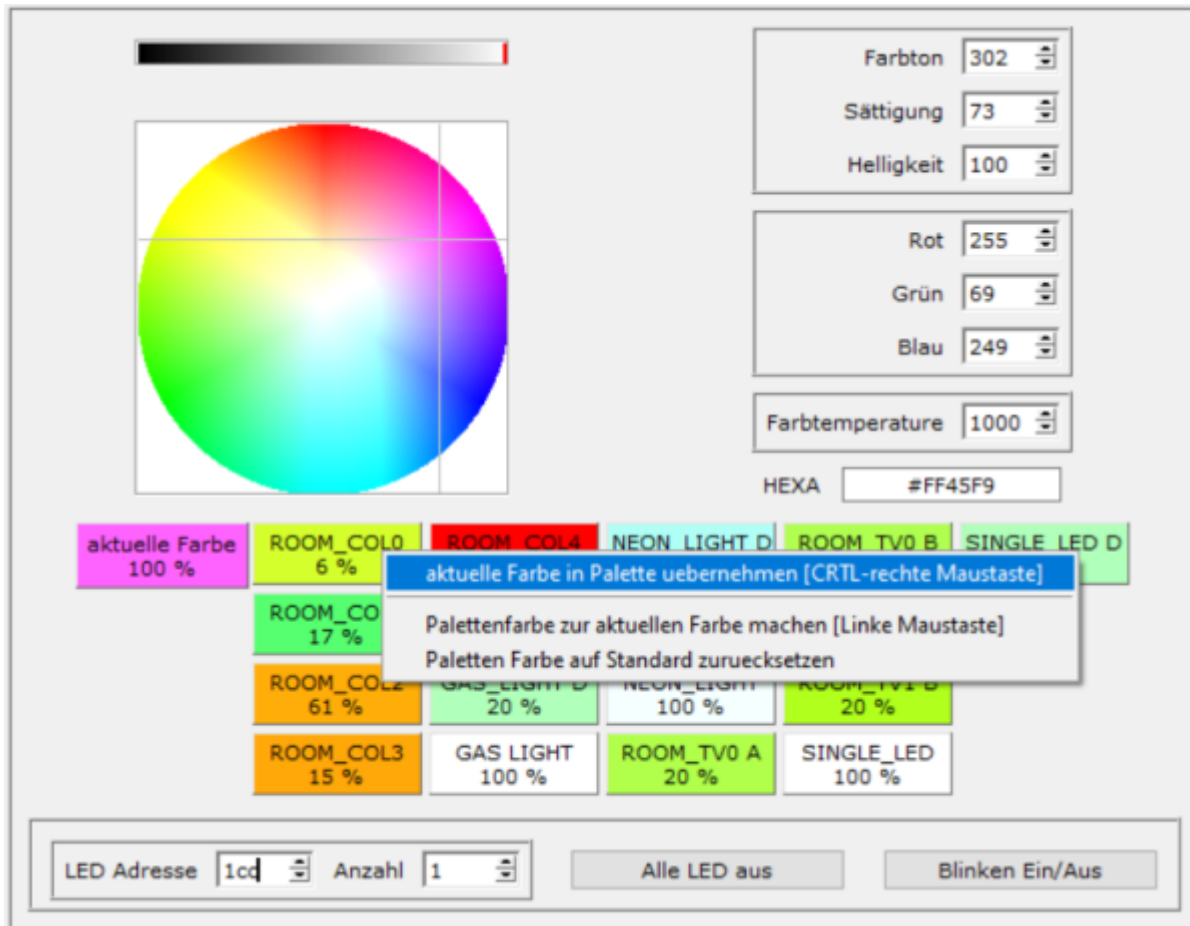 Farbton 302
Sättigung 73
Helligkeit 100
Rot 255
Grün 69
Blau 249
Farbtemperature 1000
HEXA #FF45F9
aktuelle Farbe
100 %
ROOM_COL0
6 %
ROOM_COL4
NEON_LIGHT D
ROOM_TV0 B
SINGLE_LED D
aktuelle Farbe in Palette uebernehmen [CRTL-rechte Maustaste]
Palettenfarbe zur aktuellen Farbe machen [Linke Maustaste]
Paletten Farbe auf Standard zuruecksetzen
ROOM_CO
17 %
ROOM_COL2
61 %
GAS_LIGHT D
20 %
NEON_LIGHT
100 %
ROOM_TV1 B
20 %
ROOM_COL3
15 %
GAS LIGHT
100 %
ROOM_TV0 A
20 %
SINGLE_LED
100 %
LED Adresse 1cc Anzahl 1 Alle LED aus Blinken Ein/Aus